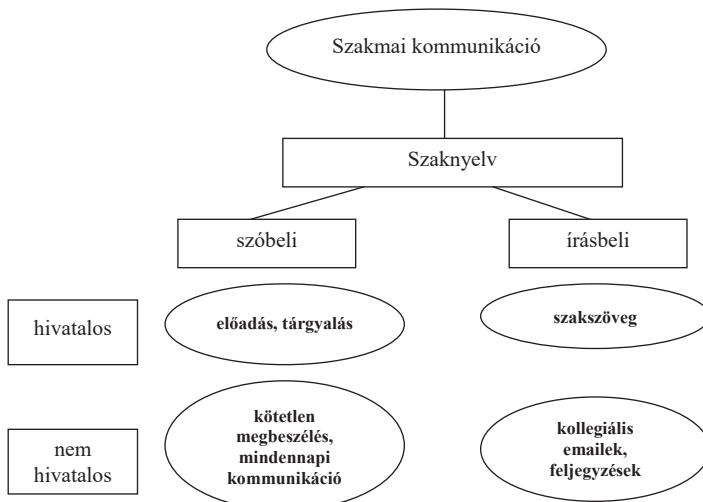 Szakmai kommunikáció
Szaknyelv
szóbeli
írásbeli
hivatalos
előadás, tárgyalás
szakszöveg
nem
hivatalos
kötetlen
megbeszélés,
mindennapi
kommunikáció
kollegiális
emailek,
feljegyzések